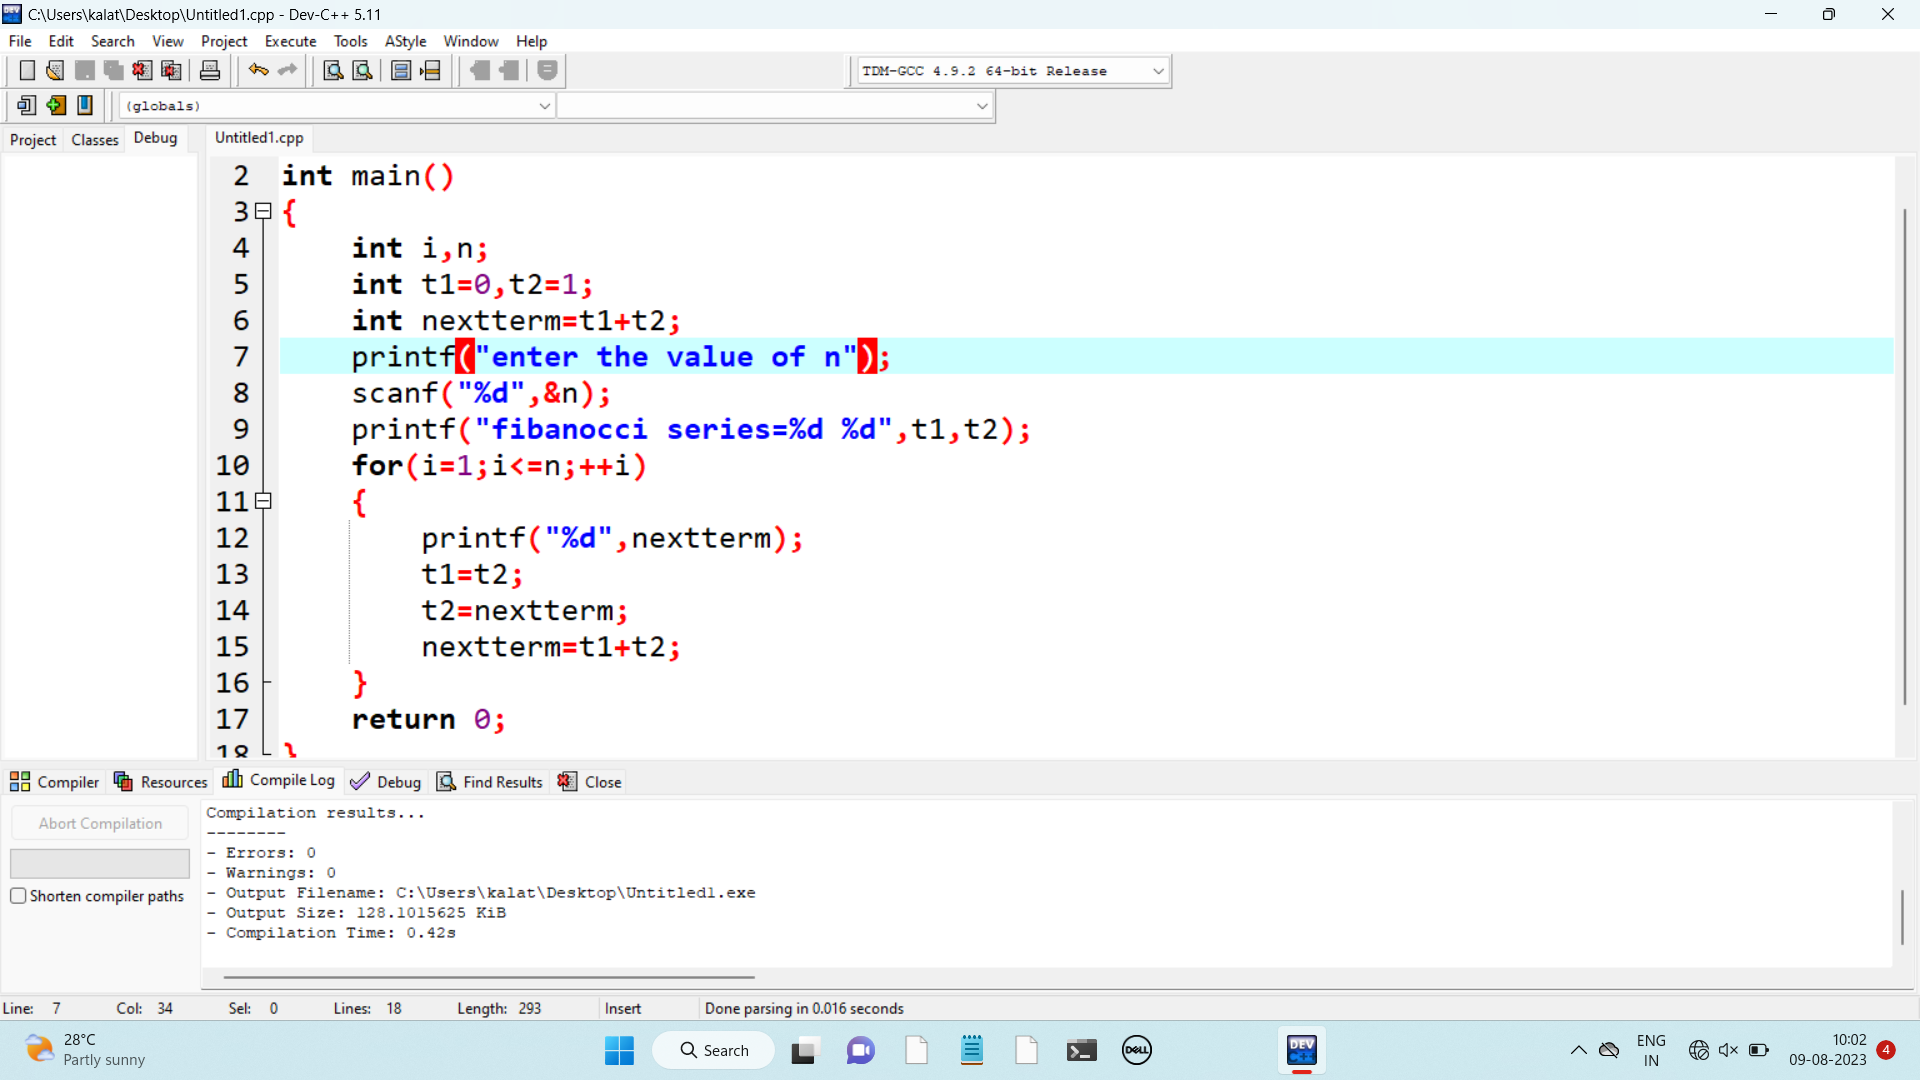 C:\Users\kalat\Desktop\Untitled1.cpp - Dev-C++ 5.11
File Edit Search View Project Execute Tools AStyle Window Help
TDM-GCC 4.9.2 64-bit Release
(globals)
Project Classes Debug Untitled1.cpp
2 int main()
3 {
4 int i,n;
5 int t1=0,t2=1;
6 int nextterm=t1+t2;
7 printf("enter the value of n");
8 scanf("%d",&n);
9 printf("fibanocci series=%d %d",t1,t2);
10 for(i=1;i<=n;++i)
11 {
12 printf("%d",nextterm);
13 t1=t2;
14 t2=nextterm;
15 nextterm=t1+t2;
16 }
17 return 0;
18 }
Compiler Resources Compile Log Debug Find Results Close
Abort Compilation
Shorten compiler paths
Compilation results...
--------
- Errors: 0
- Warnings: 0
- Output Filename: C:\Users\kalat\Desktop\Untitled1.exe
- Output Size: 128.1015625 KiB
- Compilation Time: 0.42s
Line: 7 Col: 34 Sel: 0 Lines: 18 Length: 293 Insert Done parsing in 0.016 seconds
28°C
Partly sunny
Search
DELL
DEV
C++
ENG
IN
10:02
09-08-2023
4